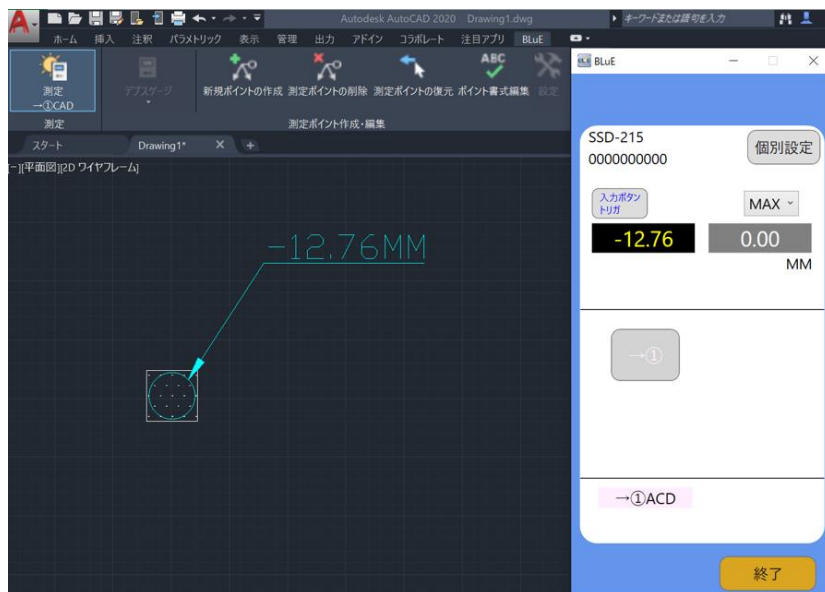 Autodesk AutoCAD 2020 Drawing1.dwg
キーワードまたは語句を入力
ホーム 挿入 注釈 パラメトリック 表示 管理 出力 アドイン コラボレート 注目アプリ BLuE
測定
→①CAD
デプスゲージ
新規ポイントの作成
測定ポイントの削除
測定ポイントの復元
ABC
ポイント書式編集
設定
測定
測定ポイント作成・編集
スタート
Drawing1*
[−][平面図][2D ワイヤフレーム]
-12.76MM
BLuE
SSD-215
0000000000
個別設定
入力ボタン
トリガ
MAX
-12.76
0.00
MM
→①
→①ACD
終了